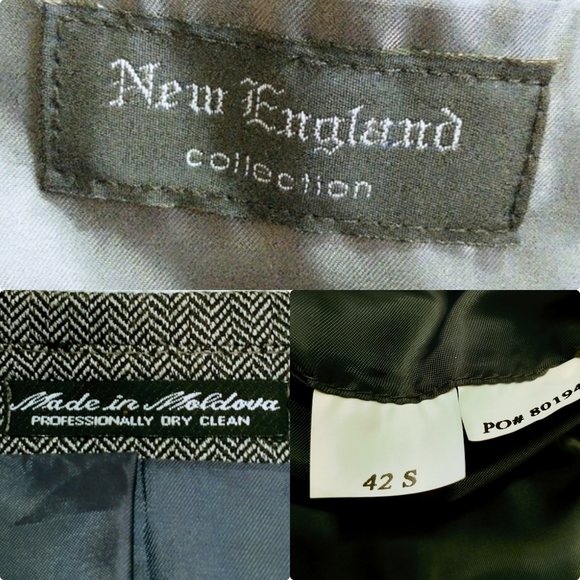 New England
collection
Made in Moldova
PROFESSIONALLY DRY CLEAN
42 S
PO# 80194